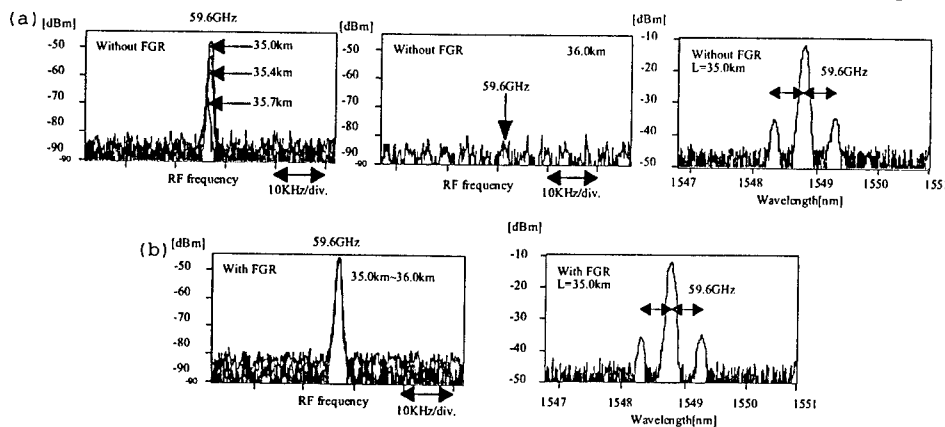 (a)
[dBm]
59.6GHz
-50
-60
-70
-80
-90
Without FGR
35.0km
35.4km
35.7km
RF frequency
10KHz/div.
[dBm]
-50
-60
-70
-80
-90
Without FGR
36.0km
59.6GHz
RF frequency
10KHz/div.
[dBm]
-10
-20
-30
-40
-50
Without FGR
L=35.0km
59.6GHz
1547
1548
1549
1550
1551
Wavelength[nm]
(b)
[dBm]
59.6GHz
-50
-60
-70
-80
-90
With FGR
35.0km~36.0km
RF frequency
10KHz/div.
[dBm]
-10
-20
-30
-40
-50
With FGR
L=35.0km
59.6GHz
1547
1548
1549
1550
1551
Wavelength[nm]